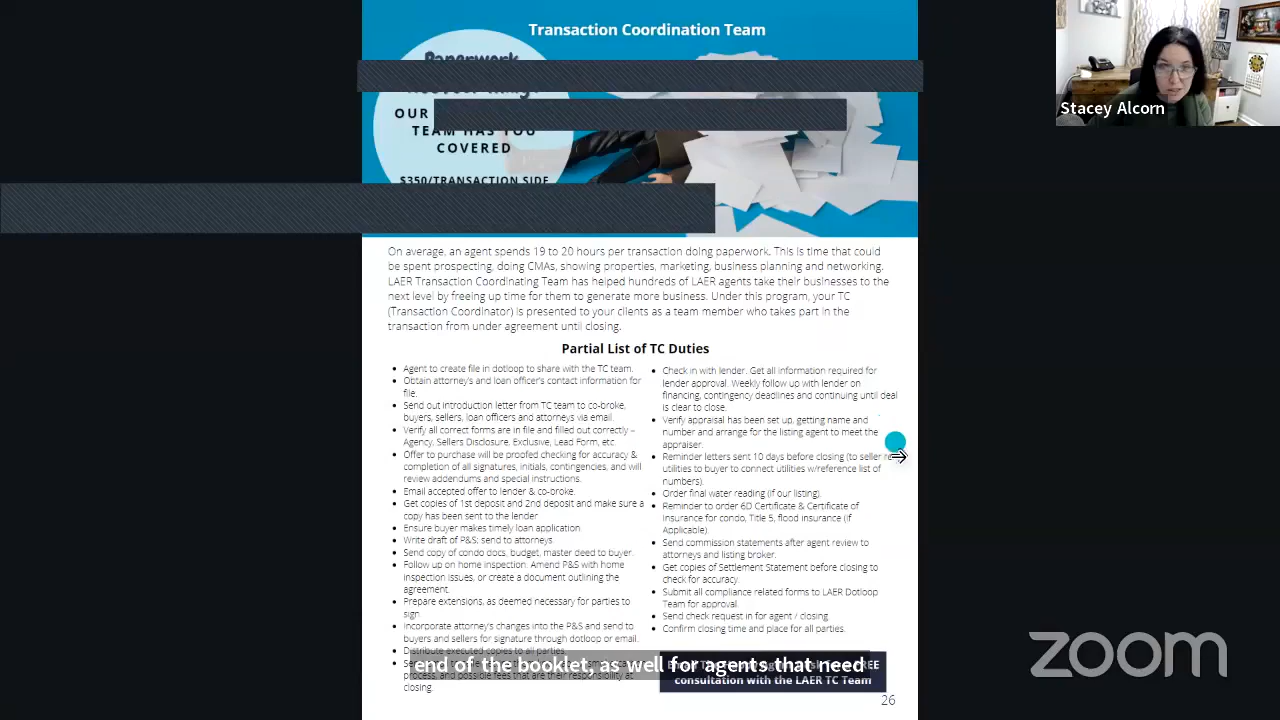 Transaction Coordination Team
Paperwork
OUR
TEAM HAS YOU
COVERED
$350/TRANSACTION SIDE
Stacey Alcorn
On average, an agent spends 19 to 20 hours per transaction doing paperwork. This is time that could
be spent prospecting, doing CMAs, showing properties, marketing, business planning and networking.
LAER Transaction Coordinating Team has helped hundreds of LAER agents take their businesses to the
next level by freeing up time for them to generate more business. Under this program, your TC
(Transaction Coordinator) is presented to your clients as a team member who takes part in the
transaction from under agreement until closing.
Partial List of TC Duties
• Agent to create file in dotloop to share with the TC team.
• Obtain attorney's and loan officer's contact information for
file.
• Send out introduction letter from TC team to co-broke,
buyers, sellers, loan officers and attorneys via email.
• Verify all correct forms are in file and filled out correctly –
Agency, Sellers Disclosure, Exclusive, Lead Form, etc
• Offer to purchase will be proofed checking for accuracy &
completion of all signatures, initials, contingencies, and will
review addendums and special instructions.
• Email accepted offer to lender & co-broke.
• Get copies of 1st deposit and 2nd deposit and make sure a
copy has been sent to the lender
• Ensure buyer makes timely loan application
• Write draft of P&S; send to attorneys.
• Send copy of condo docs, budget, master deed to buyer.
• Follow up on home inspection: Amend P&S with home
inspection issues, or create a document outlining the
agreement.
• Prepare extensions, as deemed necessary for parties to
sign.
• Incorporate attorney's changes into the P&S and send to
buyers and sellers for signature through dotloop or email.
• Distribute executed copies to all parties.
process, and possible fees that are their responsibility at
closing.
• Check in with lender. Get all information required for
lender approval. Weekly follow up with lender on
financing, contingency deadlines and continuing until deal
is clear to close.
• Verify appraisal has been set up, getting name and
number and arrange for the listing agent to meet the
appraiser.
• Reminder letters sent 10 days before closing (to seller
utilities to buyer to connect utilities w/reference list of
numbers).
• Order final water reading (if our listing).
• Reminder to order 6D Certificate & Certificate of
Insurance for condo, Title 5, flood insurance (if
Applicable).
• Send commission statements after agent review to
attorneys and listing broker.
• Get copies of Settlement Statement before closing to
check for accuracy.
• Submit all compliance related forms to LAER Dotloop
Team for approval.
• Send check request in for agent / closing
• Confirm closing time and place for all parties.
end of the booklet, as well for agents that need
consultation with the LAER TC Team
26
zoom